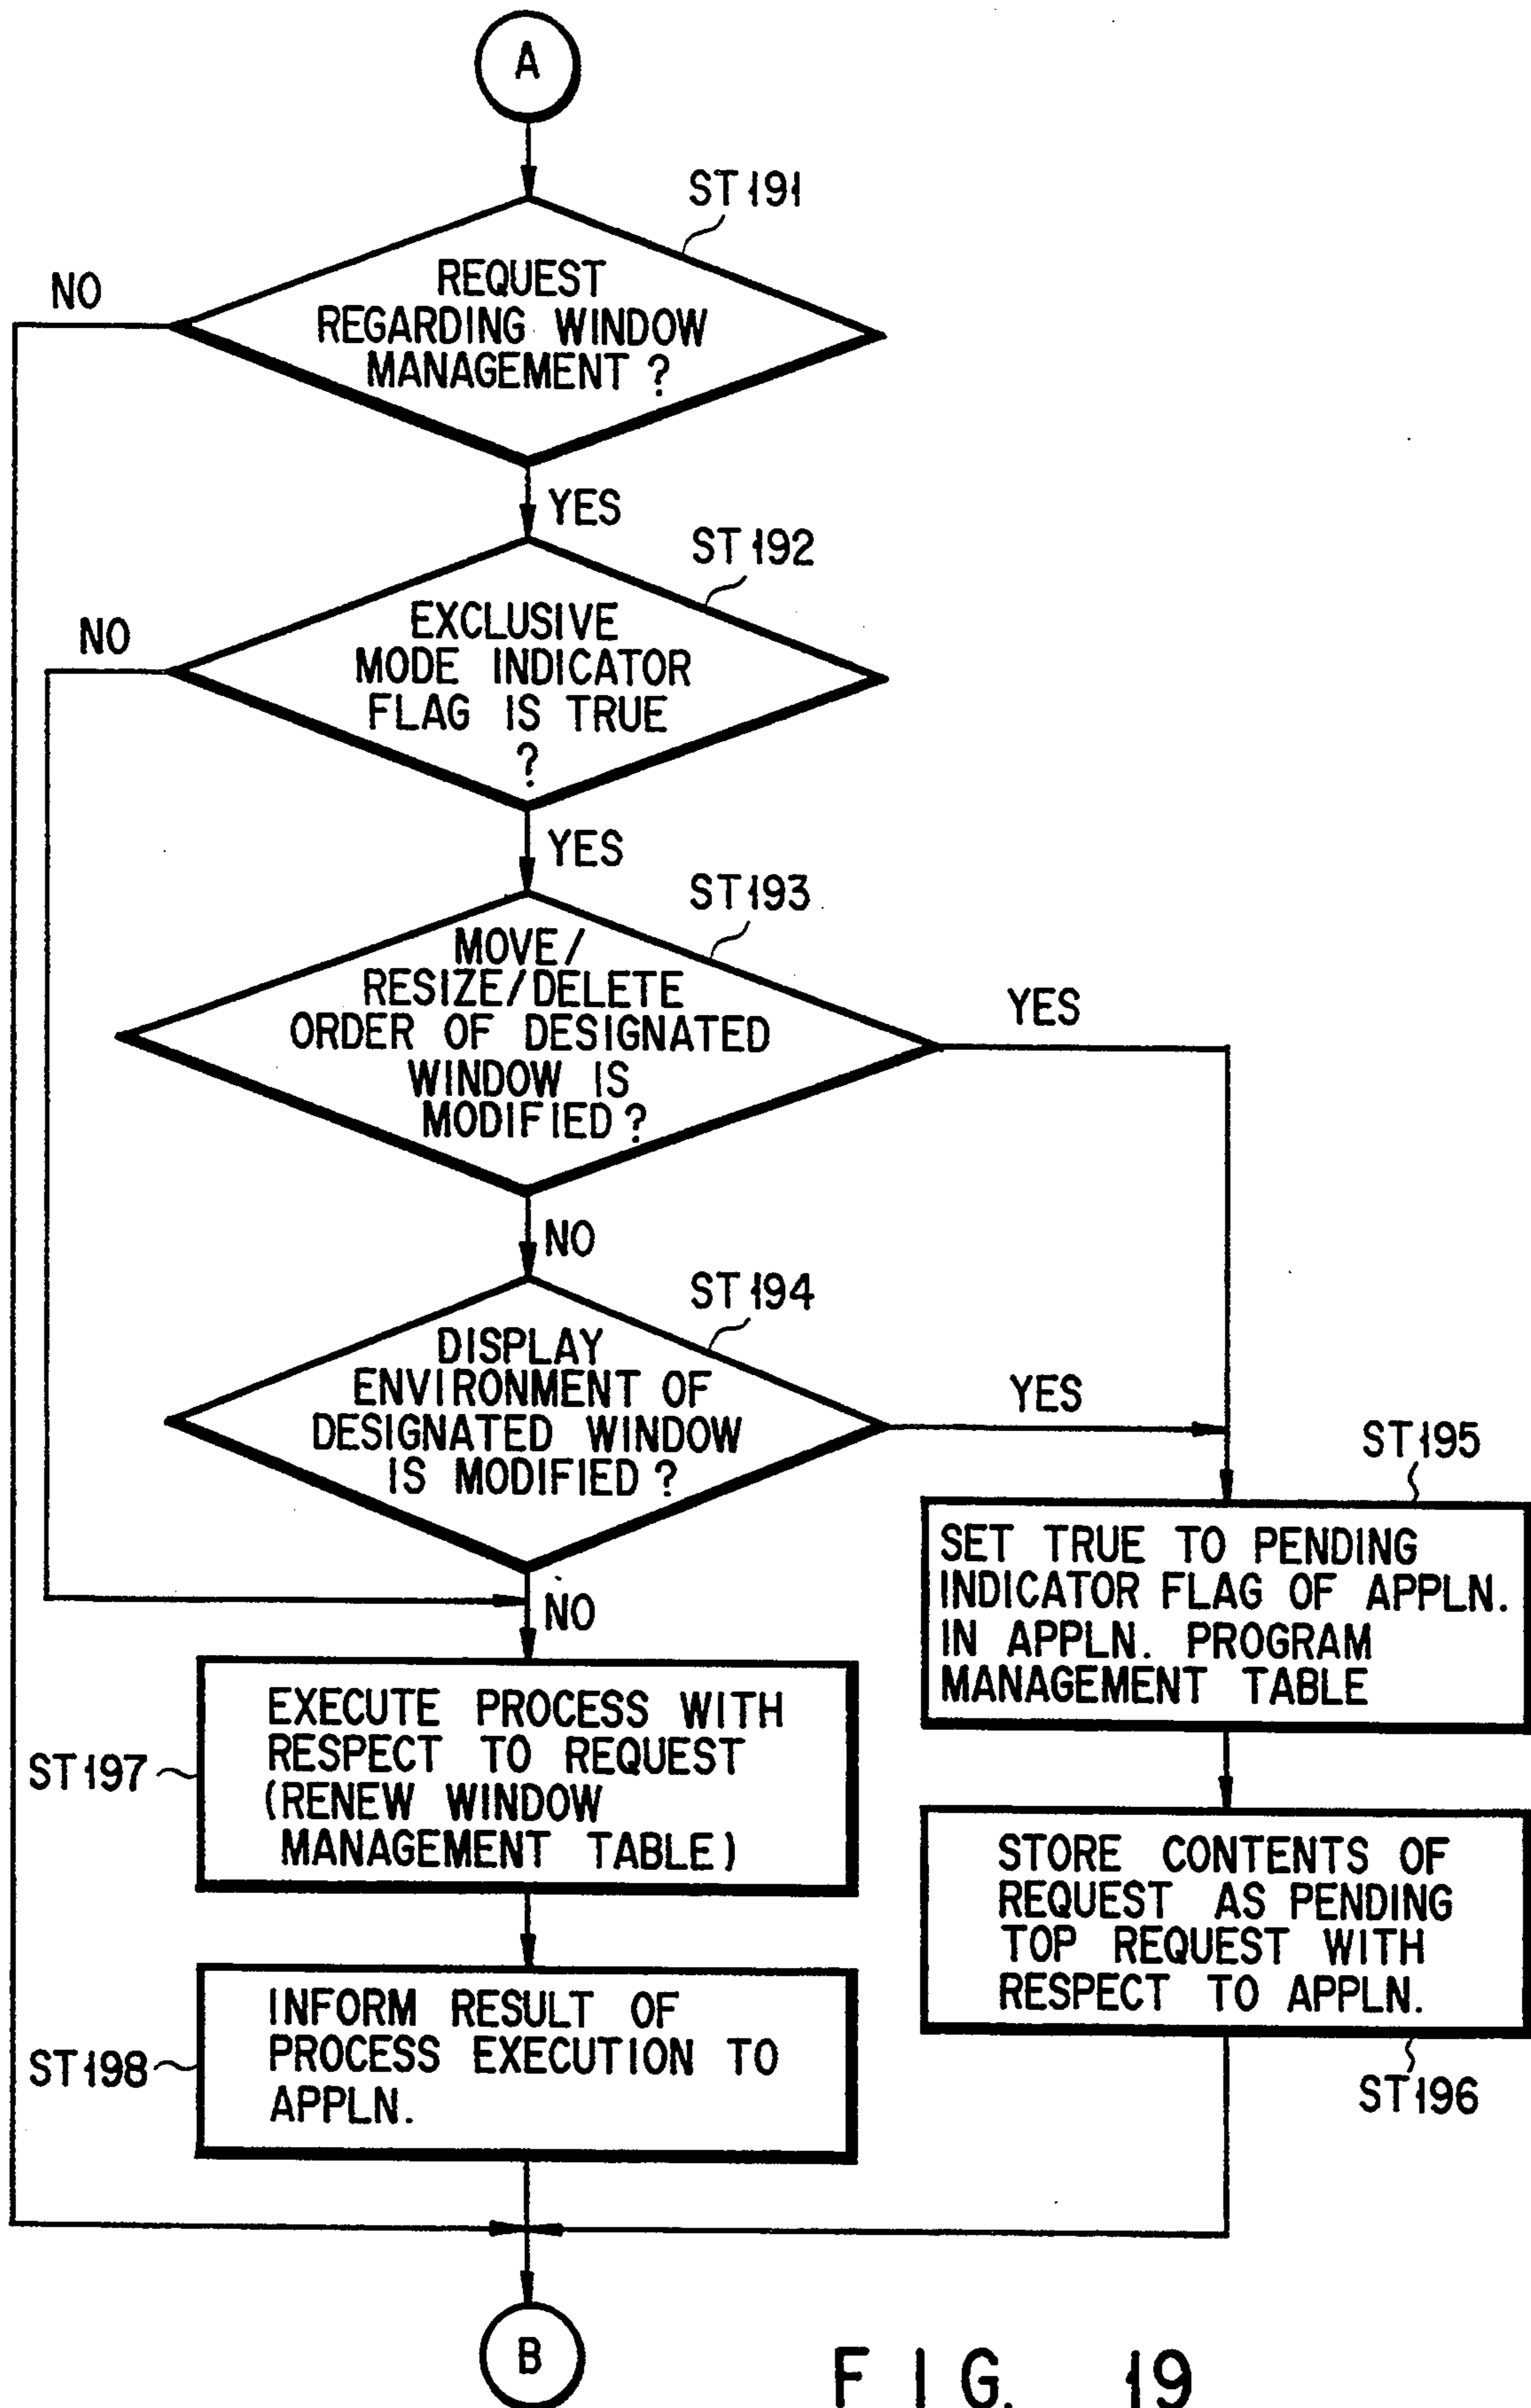 A
ST191
REQUEST
REGARDING WINDOW
MANAGEMENT ?
NO
YES
ST192
EXCLUSIVE
MODE INDICATOR
FLAG IS TRUE
?
NO
YES
ST193
MOVE/
RESIZE/DELETE
ORDER OF DESIGNATED
WINDOW IS
MODIFIED ?
YES
NO
ST194
DISPLAY
ENVIRONMENT OF
DESIGNATED WINDOW
IS MODIFIED ?
YES
NO
ST195
SET TRUE TO PENDING
INDICATOR FLAG OF APPLN.
IN APPLN. PROGRAM
MANAGEMENT TABLE
ST197
EXECUTE PROCESS WITH
RESPECT TO REQUEST
(RENEW WINDOW
MANAGEMENT TABLE)
STORE CONTENTS OF
REQUEST AS PENDING
TOP REQUEST WITH
RESPECT TO APPLN.
ST196
ST198
INFORM RESULT OF
PROCESS EXECUTION TO
APPLN.
B
FIG. 19